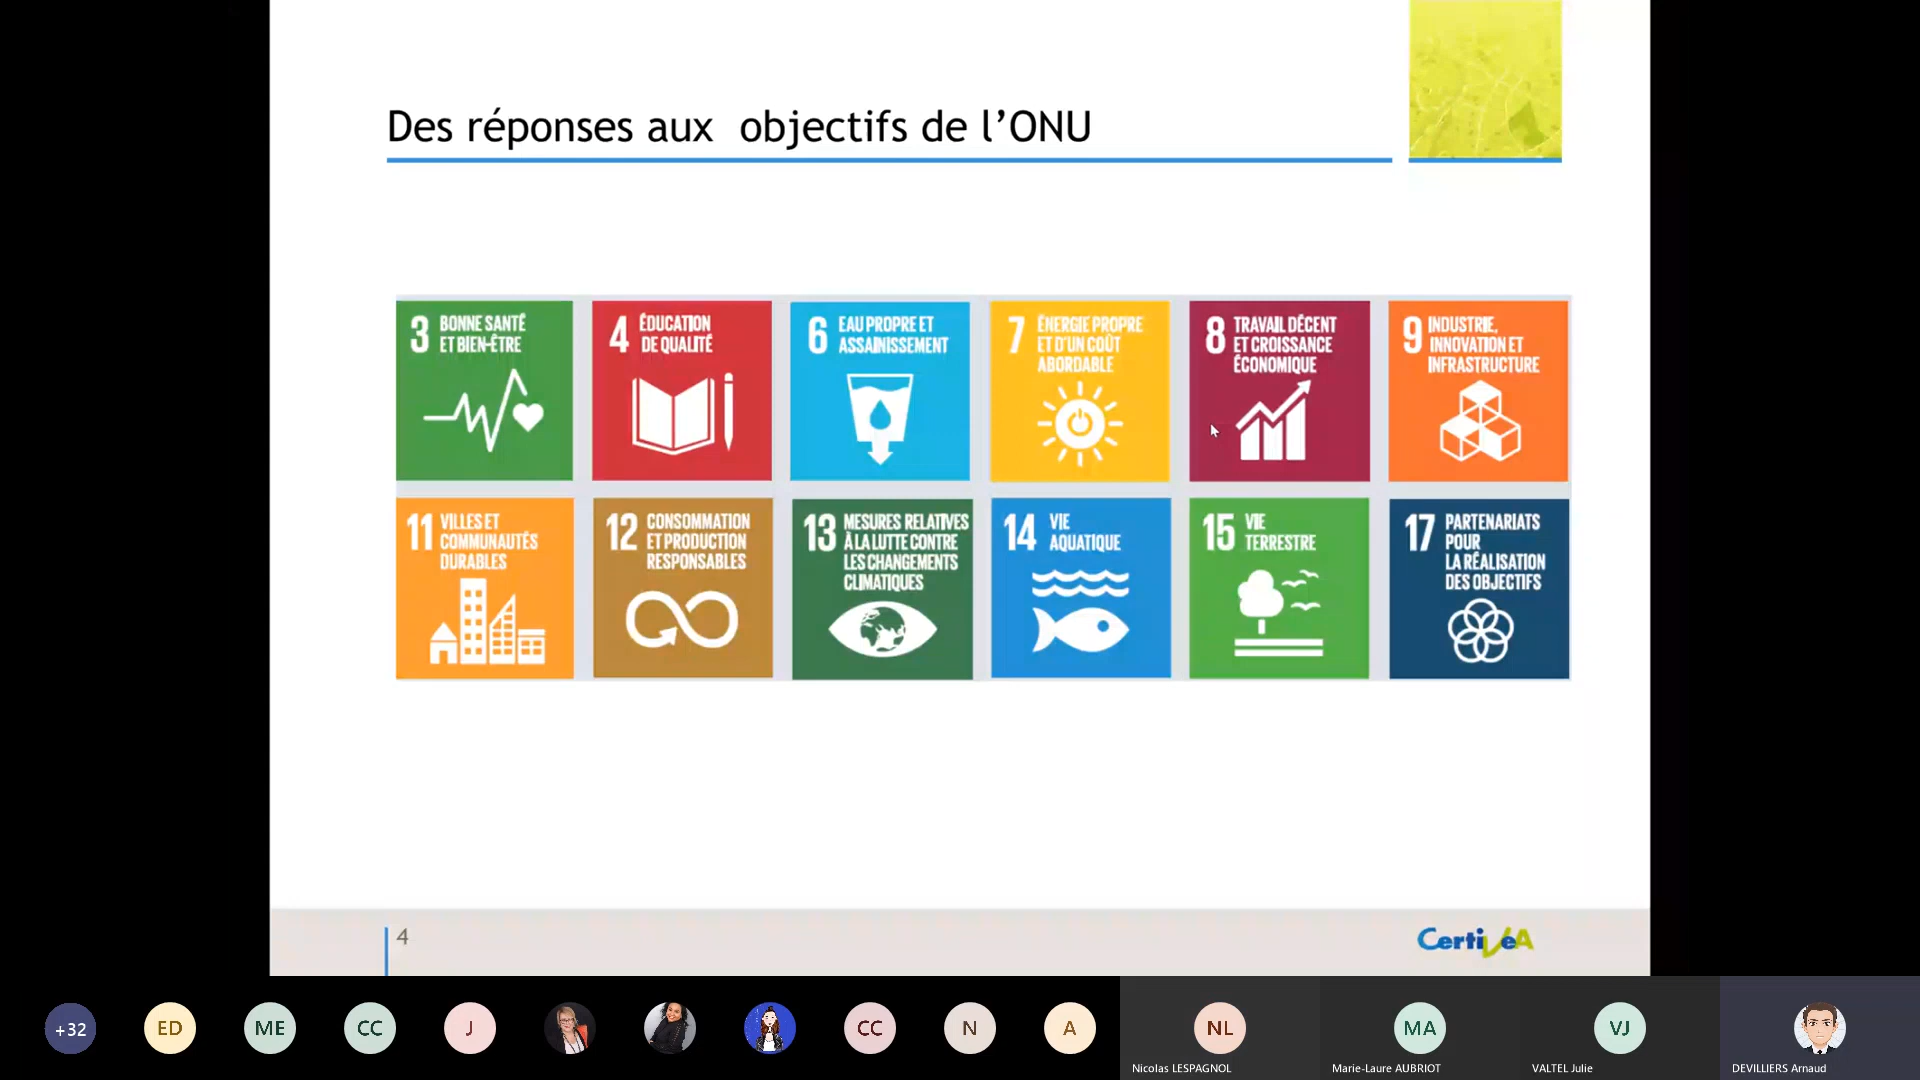 Des réponses aux  objectifs de l’ONU
3 BONNE SANTÉ
ET BIEN-ÊTRE
4 ÉDUCATION
DE QUALITÉ
6 EAU PROPRE ET
ASSAINISSEMENT
7 ÉNERGIE PROPRE
ET D'UN COÛT
ABORDABLE
8 TRAVAIL DÉCENT
ET CROISSANCE
ÉCONOMIQUE
9 INDUSTRIE,
INNOVATION ET
INFRASTRUCTURE
11 VILLES ET
COMMUNAUTÉS
DURABLES
12 CONSOMMATION
ET PRODUCTION
RESPONSABLES
13 MESURES RELATIVES
À LA LUTTE CONTRE
LES CHANGEMENTS
CLIMATIQUES
14 VIE
AQUATIQUE
15 VIE
TERRESTRE
17 PARTENARIATS
POUR
LA RÉALISATION
DES OBJECTIFS
4
CertiVeA
+32
ED
ME
CC
J
CC
N
A
NL
Nicolas LESPAGNOL
MA
Marie-Laure AUBRIOT
VJ
VALTEL Julie
DEVILLIERS Arnaud